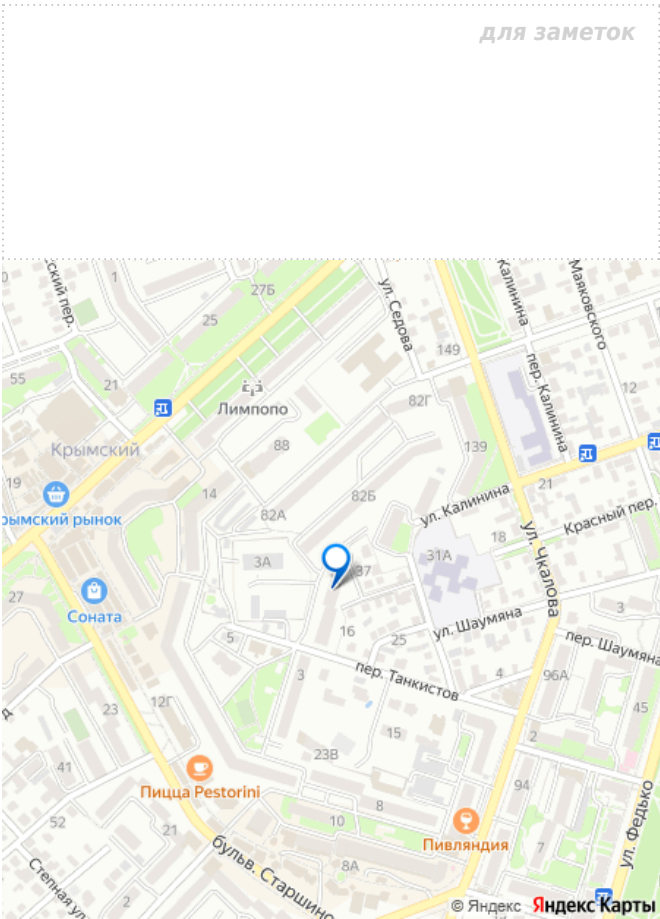 для заметок
ский пер.
1
27Б
25
ул. Седова
Калинина
Маяковского
149
55
21
пер. Калинина
12
Лимпопо
82Г
Крымский
88
139
19
14
82Б
21
рымский рынок
82А
ул. Калинина
18
Красный пер.
3А
31А
ул. Чкалова
37
27
Соната
3
5
16
25
ул. Шаумяна
пер. Шаумяна
3
пер. Танкистов
4
96А
12Г
23
45
15
2
41
23В
Пицца Pestorini
94
52
21
10
8
Пивляндия
7
ул. Федько
бульв. Старшино
8А
Степная ул.
2
© Яндекс Яндекс Карты